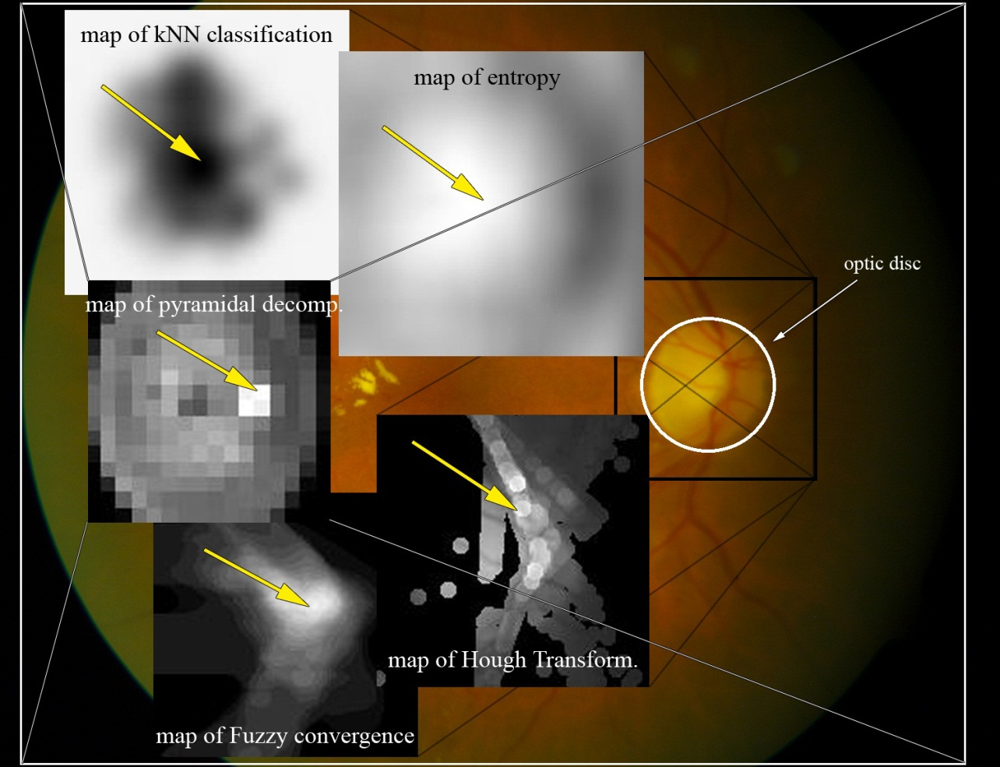 map of kNN classification
map of entropy
optic disc
map of pyramidal decomp.
map of Hough Transform.
map of Fuzzy convergence